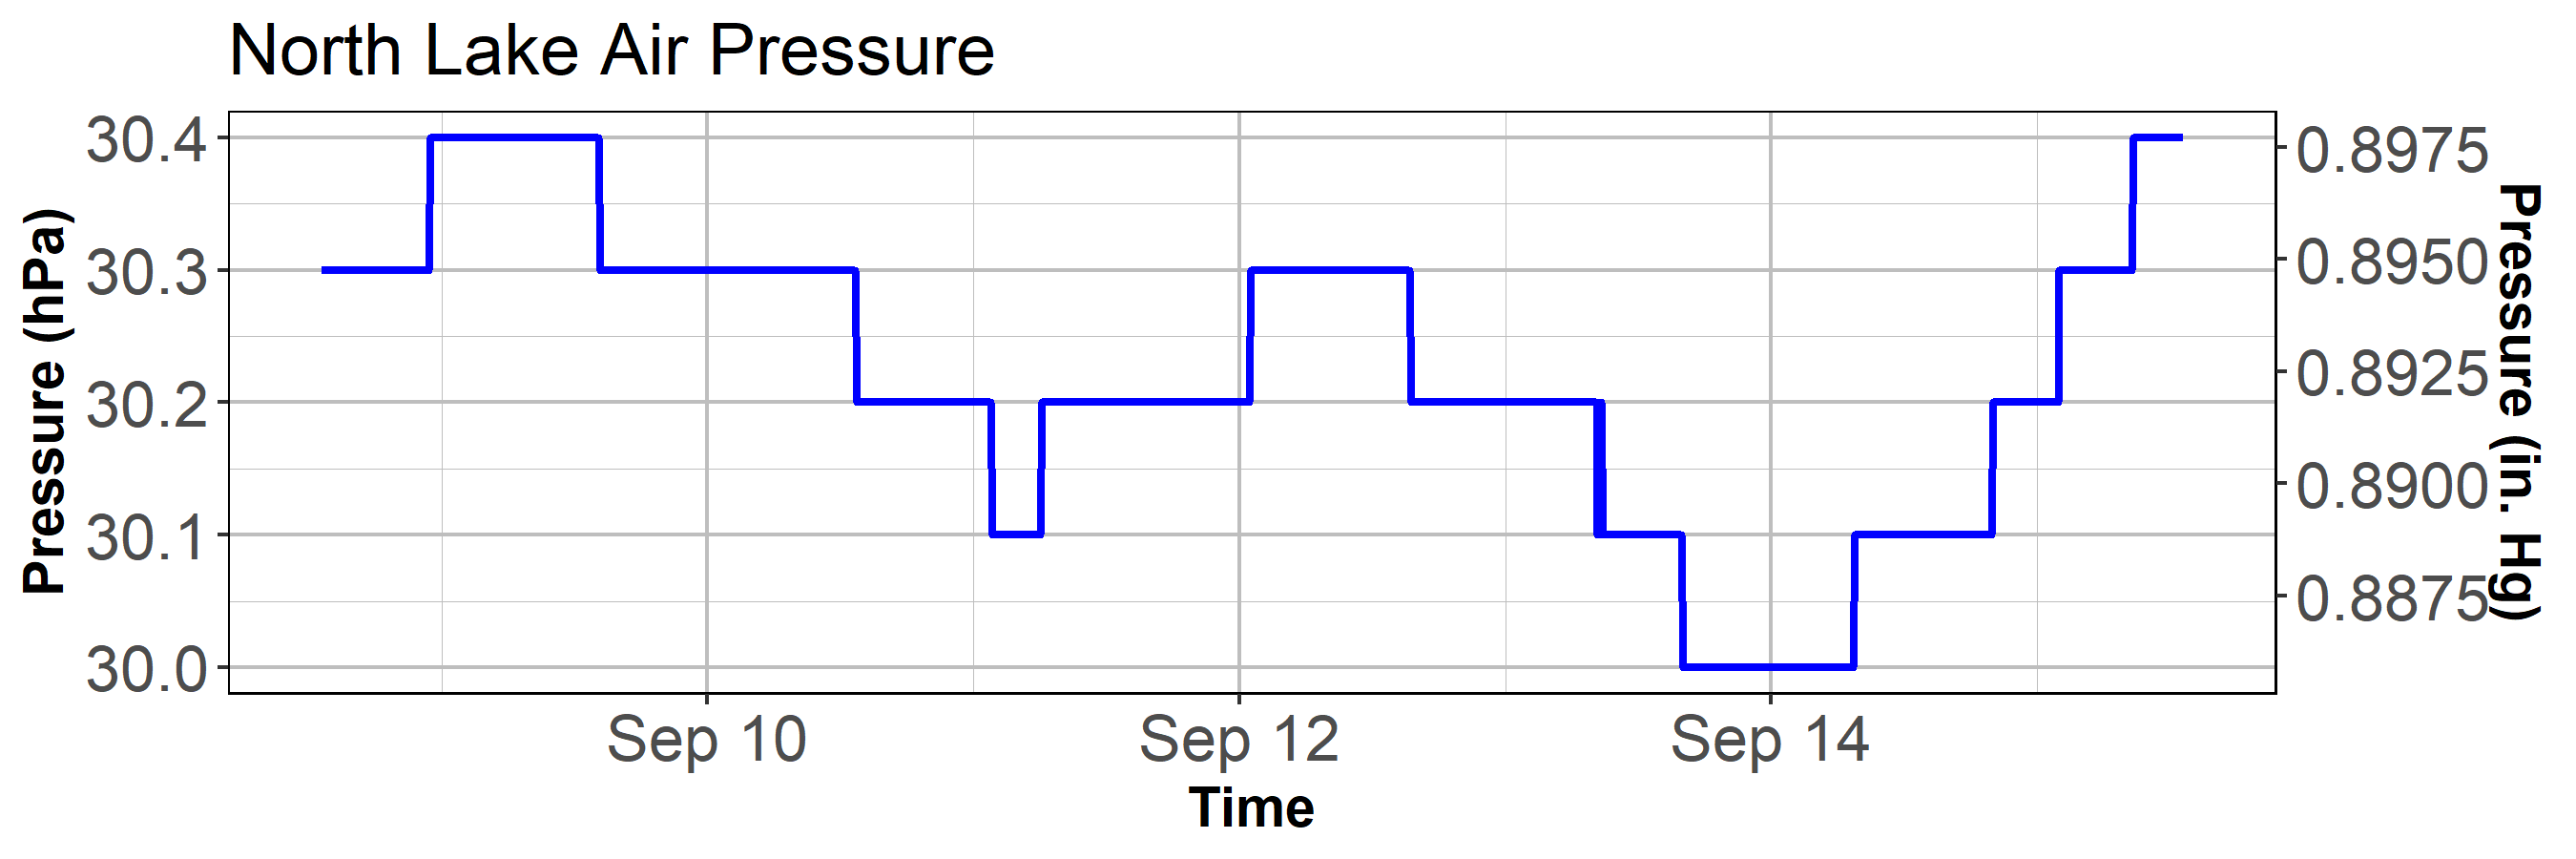 North Lake Air Pressure
Pressure (hPa)
30.4
30.3
30.2
30.1
30.0
0.8975
0.8950
0.8925
0.8900
0.8875
Pressure (in. Hg)
Sep 10 Sep 12 Sep 14
Time